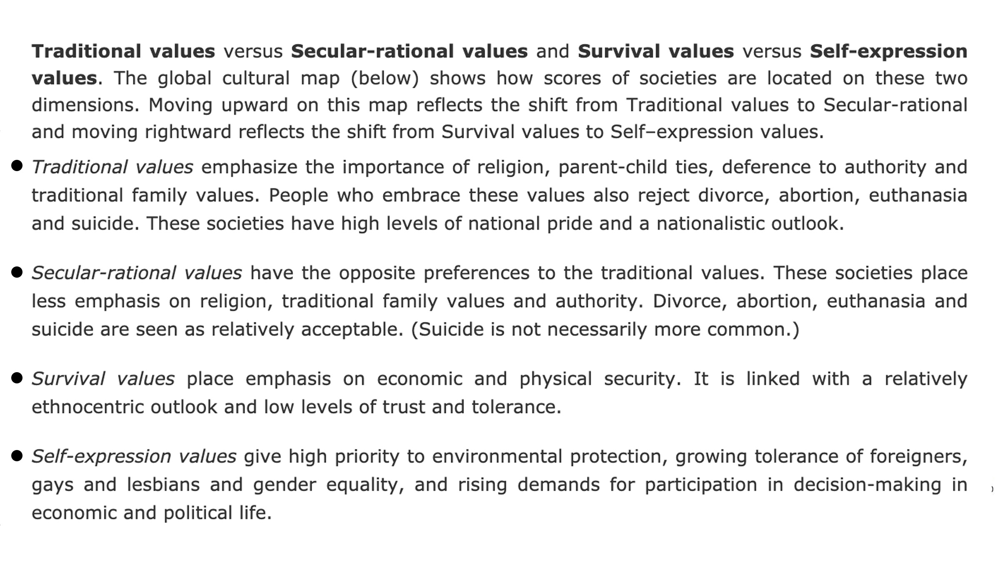 Traditional values versus Secular-rational values and Survival values versus Self-expression
values. The global cultural map (below) shows how scores of societies are located on these two
dimensions. Moving upward on this map reflects the shift from Traditional values to Secular-rational
and moving rightward reflects the shift from Survival values to Self–expression values.
● Traditional values emphasize the importance of religion, parent-child ties, deference to authority and
traditional family values. People who embrace these values also reject divorce, abortion, euthanasia
and suicide. These societies have high levels of national pride and a nationalistic outlook.
● Secular-rational values have the opposite preferences to the traditional values. These societies place
less emphasis on religion, traditional family values and authority. Divorce, abortion, euthanasia and
suicide are seen as relatively acceptable. (Suicide is not necessarily more common.)
● Survival values place emphasis on economic and physical security. It is linked with a relatively
ethnocentric outlook and low levels of trust and tolerance.
● Self-expression values give high priority to environmental protection, growing tolerance of foreigners,
gays and lesbians and gender equality, and rising demands for participation in decision-making in
economic and political life.